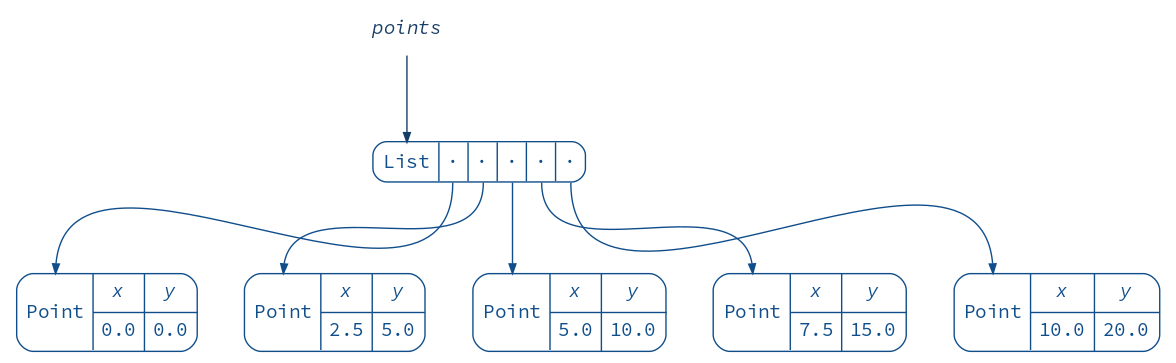 points
List · · · · ·
Point x y 0.0 0.0
Point x y 2.5 5.0
Point x y 5.0 10.0
Point x y 7.5 15.0
Point x y 10.0 20.0